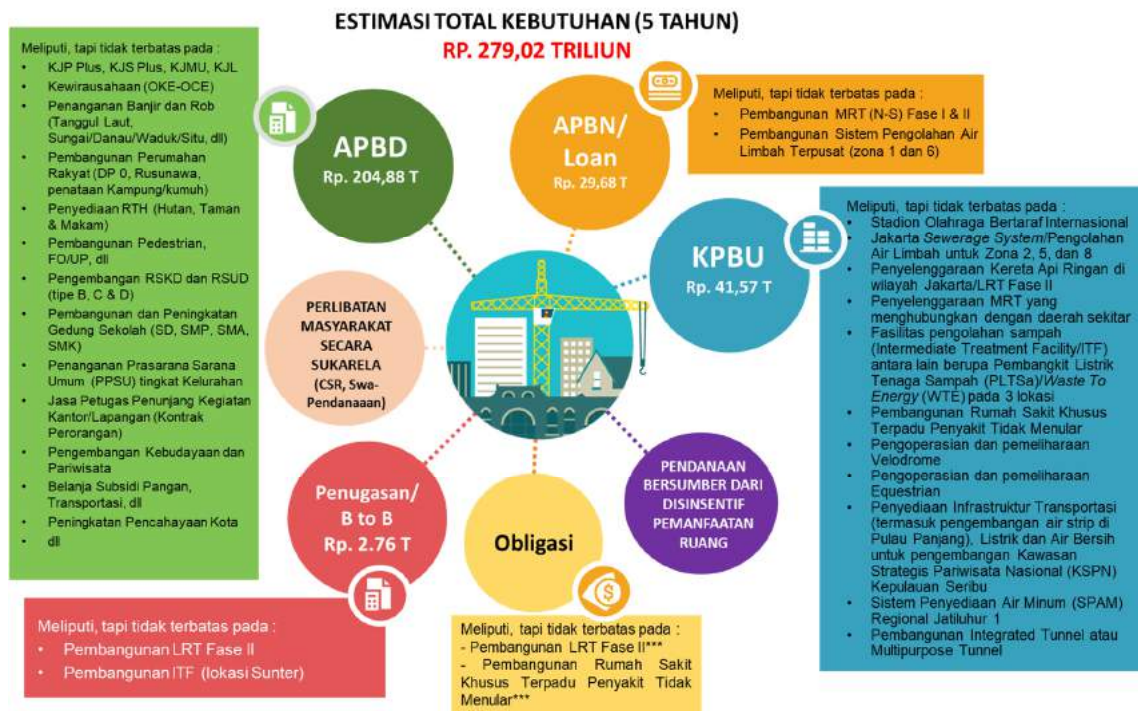 ESTIMASI TOTAL KEBUTUHAN (5 TAHUN)
RP. 279,02 TRILIUN
Meliputi, tapi tidak terbatas pada :
• KJP Plus, KJS Plus, KJMU, KJL
• Kewirausahaan (OKE-OCE)
• Penanganan Banjir dan Rob
(Tanggul Laut,
Sungai/Danau/Waduk/Situ, dll)
• Pembangunan Perumahan
Rakyat (DP 0, Rusunawa,
penataan Kampung/kumuh)
• Penyediaan RTH (Hutan, Taman
& Makam)
• Pembangunan Pedestrian,
FO/UP, dll
• Pengembangan RSKD dan RSUD
(tipe B, C & D)
• Pembangunan dan Peningkatan
Gedung Sekolah (SD, SMP, SMA,
SMK)
• Penanganan Prasarana Sarana
Umum (PPSU) tingkat Kelurahan
• Jasa Petugas Penunjang Kegiatan
Kantor/Lapangan (Kontrak
Perorangan)
• Pengembangan Kebudayaan dan
Pariwisata
• Belanja Subsidi Pangan,
Transportasi, dll
• Peningkatan Pencahayaan Kota
• dll
APBD
Rp. 204,88 T
APBN/
Loan
Rp. 29,68 T
Meliputi, tapi tidak terbatas pada :
• Pembangunan MRT (N-S) Fase I & II
• Pembangunan Sistem Pengolahan Air
Limbah Terpusat (zona 1 dan 6)
KPBU
Rp. 41,57 T
Meliputi, tapi tidak terbatas pada :
• Stadion Olahraga Bertaraf Internasional
• Jakarta Sewerage System/Pengolahan
Air Limbah untuk Zona 2, 5, dan 8
• Penyelenggaraan Kereta Api Ringan di
wilayah Jakarta/LRT Fase II
• Penyelenggaraan MRT yang
menghubungkan dengan daerah sekitar
• Fasilitas pengolahan sampah
(Intermediate Treatment Facility/ITF)
antara lain berupa Pembangkit Listrik
Tenaga Sampah (PLTSa)/Waste To
Energy (WTE) pada 3 lokasi
• Pembangunan Rumah Sakit Khusus
Terpadu Penyakit Tidak Menular
• Pengoperasian dan pemeliharaan
Velodrome
• Pengoperasian dan pemeliharaan
Equestrian
• Penyediaan Infrastruktur Transportasi
(termasuk pengembangan air strip di
Pulau Panjang), Listrik dan Air Bersih
untuk pengembangan Kawasan
Strategis Pariwisata Nasional (KSPN)
Kepulauan Seribu
• Sistem Penyediaan Air Minum (SPAM)
Regional Jatiluhur 1
• Pembangunan Integrated Tunnel atau
Multipurpose Tunnel
PERLIBATAN
MASYARAKAT
SECARA
SUKARELA
(CSR, Swa-
Pendanaaan)
Penugasan/
B to B
Rp. 2.76 T
Meliputi, tapi tidak terbatas pada :
• Pembangunan LRT Fase II
• Pembangunan ITF (lokasi Sunter)
Obligasi
Meliputi, tapi tidak terbatas pada :
- Pembangunan LRT Fase II***
- Pembangunan Rumah Sakit
Khusus Terpadu Penyakit Tidak
Menular***
PENDANAAN
BERSUMBER DARI
DISINSENTIF
PEMANFAATAN
RUANG